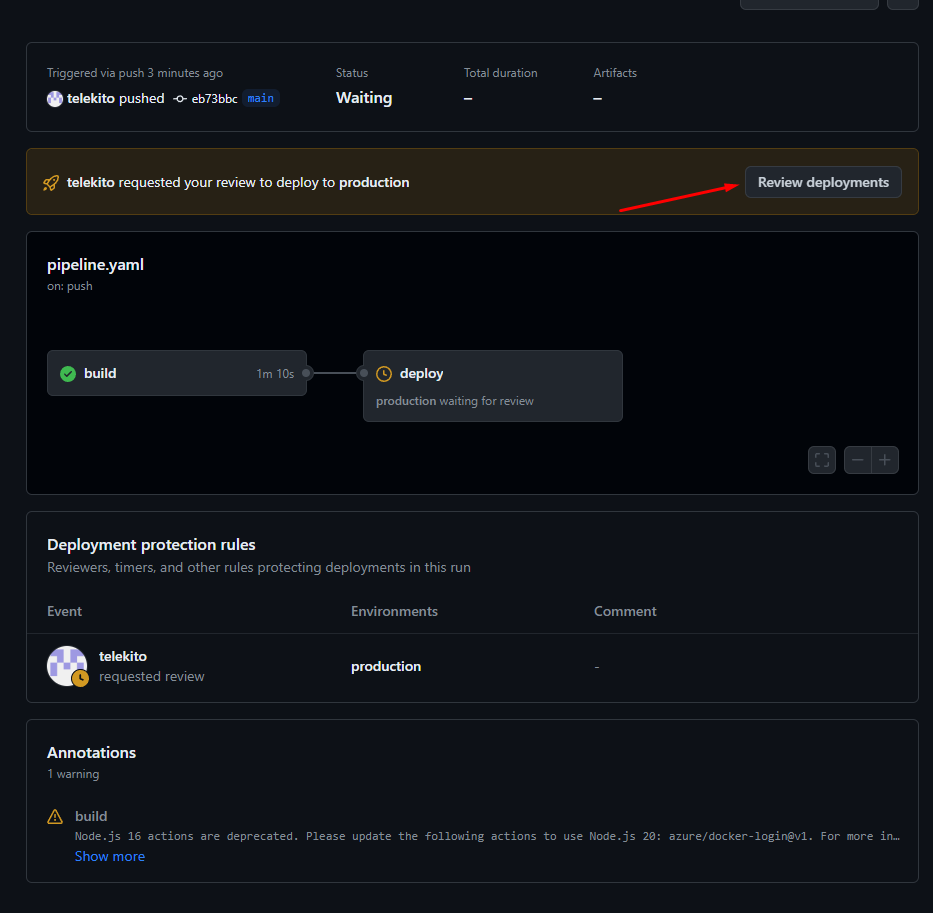 Triggered via push 3 minutes ago
Status
Total duration
Artifacts
telekito pushed eb73bbc main
Waiting
–
–
telekito requested your review to deploy to production
Review deployments
pipeline.yaml
on: push
build
1m 10s
deploy
production waiting for review
Deployment protection rules
Reviewers, timers, and other rules protecting deployments in this run
Event
Environments
Comment
telekito
requested review
production
-
Annotations
1 warning
build
Node.js 16 actions are deprecated. Please update the following actions to use Node.js 20: azure/docker-login@v1. For more in…
Show more